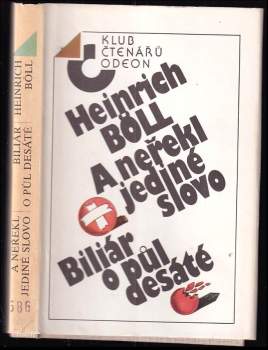 KLUB
ČTENÁŘŮ
ODEON
Heinrich
BÖLL
A neřekl
jediné
slovo
Biliár
o půl
desáté
A NEŘEKL
JEDINÉ SLOVO
BILIÁR
O PŮL DESÁTÉ
HEINRICH
BÖLL
586